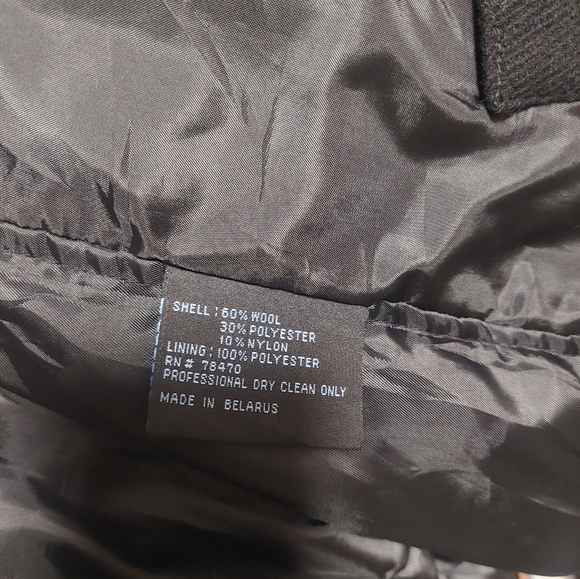 SHELL: 60% WOOL
30% POLYESTER
10% NYLON
LINING: 100% POLYESTER
RN# 78470
PROFESSIONAL DRY CLEAN ONLY
MADE IN BELARUS